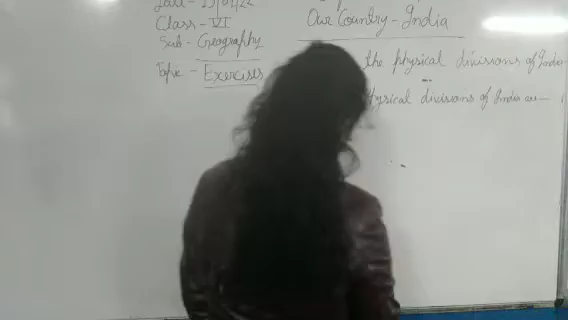 Class - VI
Our Country - India
Sub - Geography
the physical divisions of India
Topic - Exercises
physical divisions of India are